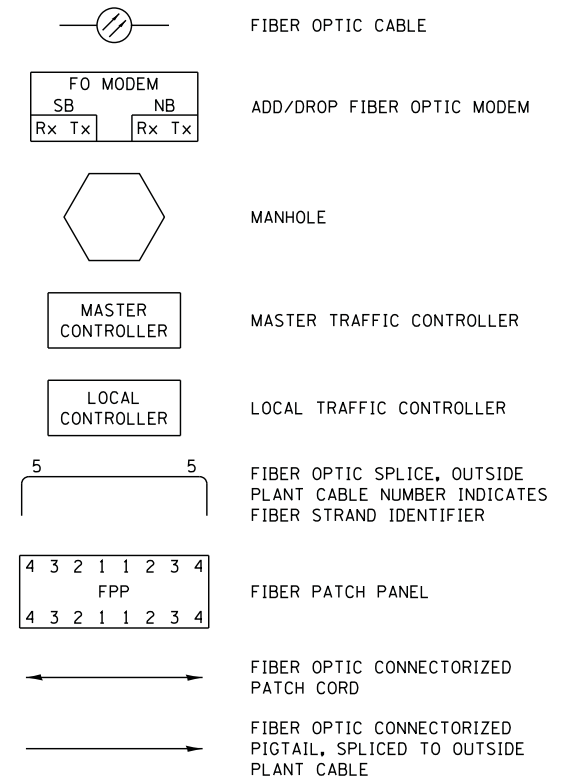 FIBER OPTIC CABLE
FO MODEM
SB NB
Rx Tx Rx Tx
ADD/DROP FIBER OPTIC MODEM
MANHOLE
MASTER
CONTROLLER
MASTER TRAFFIC CONTROLLER
LOCAL
CONTROLLER
LOCAL TRAFFIC CONTROLLER
5 5
FIBER OPTIC SPLICE, OUTSIDE
PLANT CABLE NUMBER INDICATES
FIBER STRAND IDENTIFIER
4 3 2 1 1 2 3 4
FPP
4 3 2 1 1 2 3 4
FIBER PATCH PANEL
FIBER OPTIC CONNECTORIZED
PATCH CORD
FIBER OPTIC CONNECTORIZED
PIGTAIL, SPLICED TO OUTSIDE
PLANT CABLE